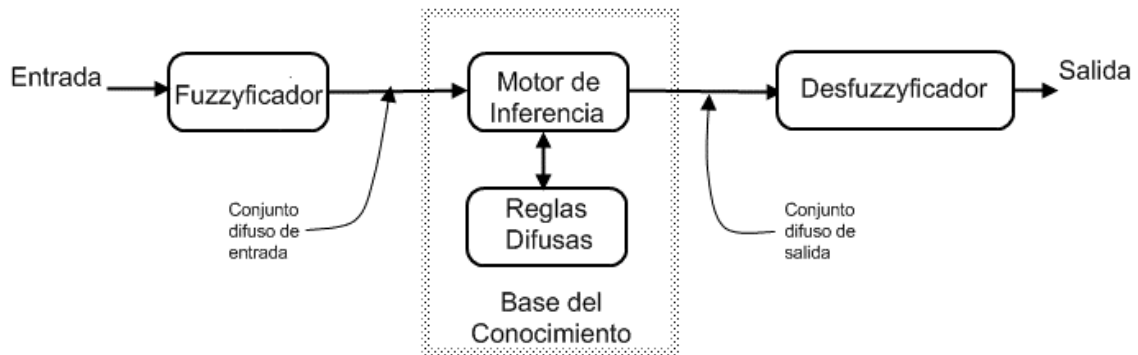 Entrada
Fuzzyficador
Motor de
Inferencia
Desfuzzyficador
Salida
Conjunto
difuso de
entrada
Reglas
Difusas
Conjunto
difuso de
salida
Base del
Conocimiento